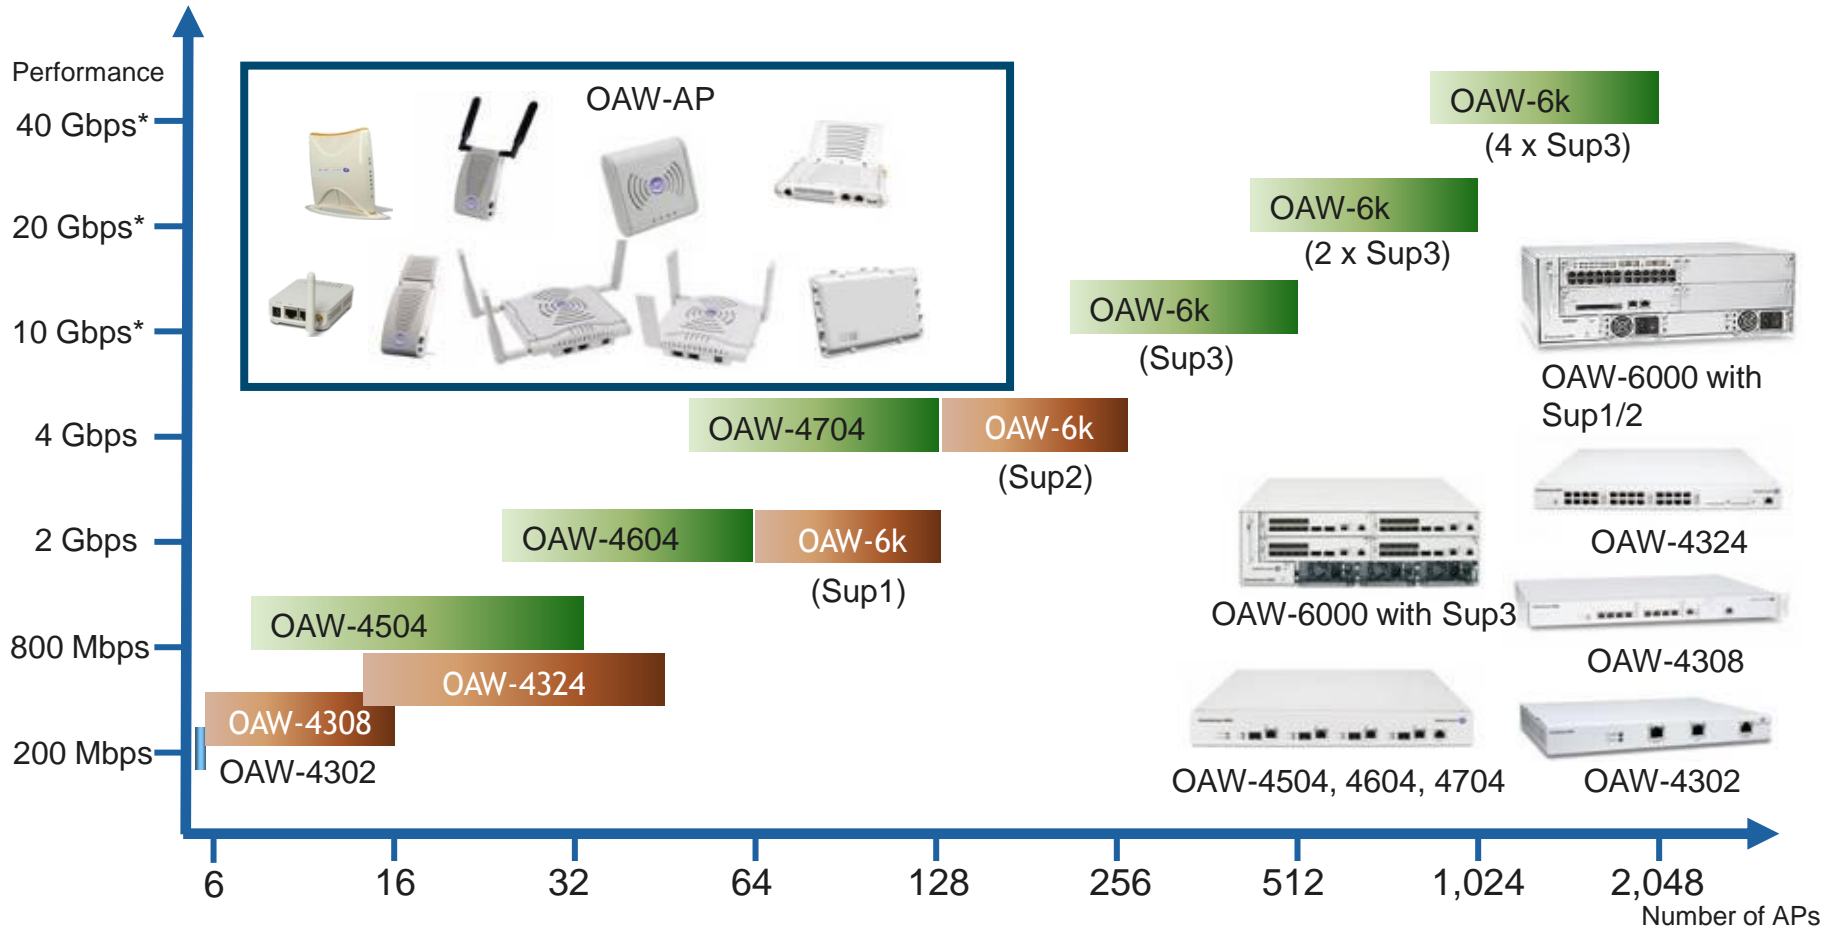 Performance
40 Gbps*
20 Gbps*
10 Gbps*
4 Gbps
2 Gbps
800 Mbps
200 Mbps
OAW-AP
OAW-6k
(4 x Sup3)
OAW-6k
(2 x Sup3)
OAW-6k
(Sup3)
OAW-4704
OAW-6k
(Sup2)
OAW-4604
OAW-6k
(Sup1)
OAW-4504
OAW-4324
OAW-4308
OAW-4302
OAW-6000 with
Sup1/2
OAW-4324
OAW-6000 with Sup3
OAW-4308
OAW-4504, 4604, 4704
OAW-4302
6
16
32
64
128
256
512
1,024
2,048
Number of APs